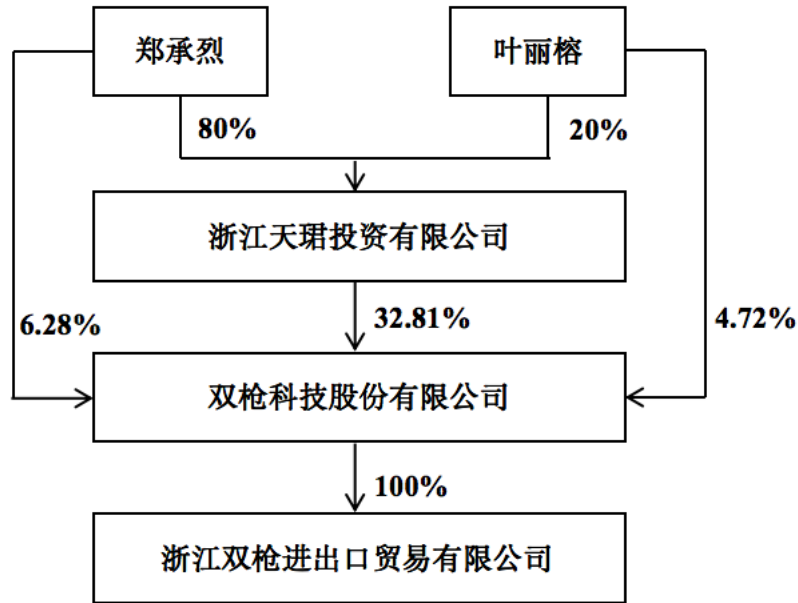 郑承烈
叶丽榕
80%
20%
浙江天珺投资有限公司
6.28%
32.81%
4.72%
双枪科技股份有限公司
100%
浙江双枪进出口贸易有限公司